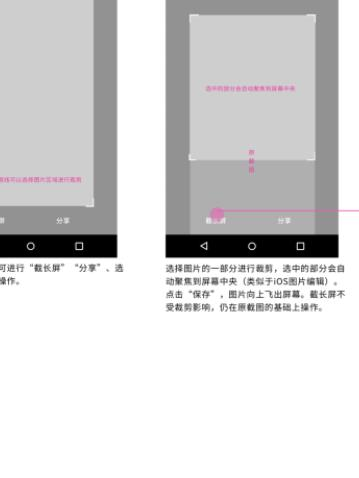 选中的部分会自动聚焦到屏幕中央
原
截
图
线可以选择图片区域进行裁剪
屏
分享
截长屏
分享
可进行“截长屏”“分享”、选
操作。
选择图片的一部分进行裁剪，选中的部分会自
动聚焦到屏幕中央（类似于iOS图片编辑）。
点击“保存”，图片向上飞出屏幕。截长屏不
受裁剪影响，仍在原截图的基础上操作。